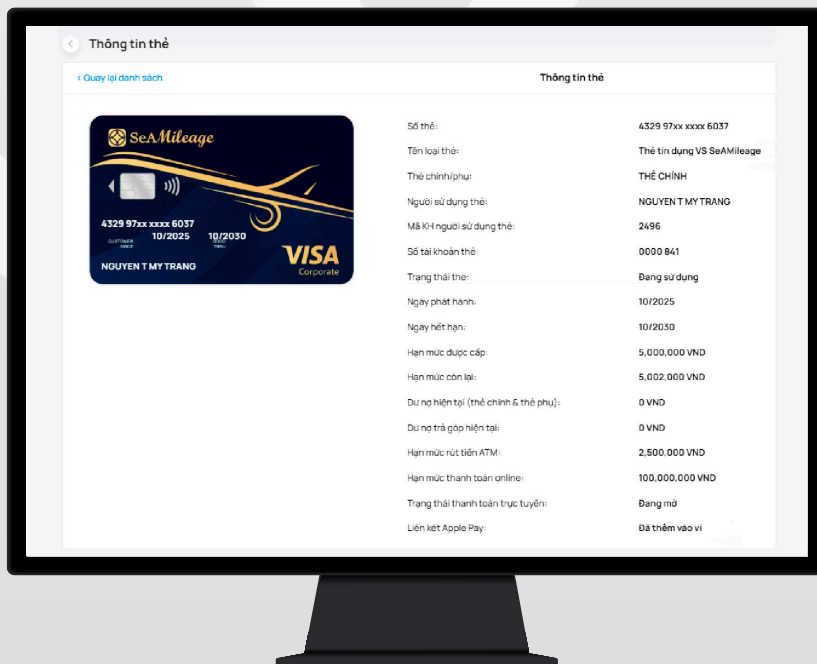 Thông tin thẻ
‹ Quay lại danh sách
Thông tin thẻ
SeAMileage
4329 97xx xxxx 6037
10/2025 10/2030
NGUYEN T MY TRANG
VISA
Corporate
Số thẻ: 4329 97xx xxxx 6037
Tên loại thẻ: Thẻ tín dụng VS SeAMileage
Thẻ chính/phụ: THẺ CHÍNH
Người sử dụng thẻ: NGUYEN T MY TRANG
Mã KH người sử dụng thẻ: 2496
Số tài khoản thẻ: 0000 841
Trạng thái thẻ: Đang sử dụng
Ngày phát hành: 10/2025
Ngày hết hạn: 10/2030
Hạn mức được cấp: 5,000,000 VND
Hạn mức còn lại: 5,002,000 VND
Dư nợ hiện tại (thẻ chính & thẻ phụ): 0 VND
Dư nợ trả góp hiện tại: 0 VND
Hạn mức rút tiền ATM: 2,500,000 VND
Hạn mức thanh toán online: 100,000,000 VND
Trạng thái thanh toán trực tuyến: Đang mở
Liên kết Apple Pay: Đã thêm vào ví